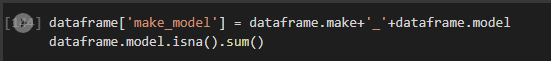 dataframe['make_model'] = dataframe.make+'_'+dataframe.model
dataframe.model.isna().sum()